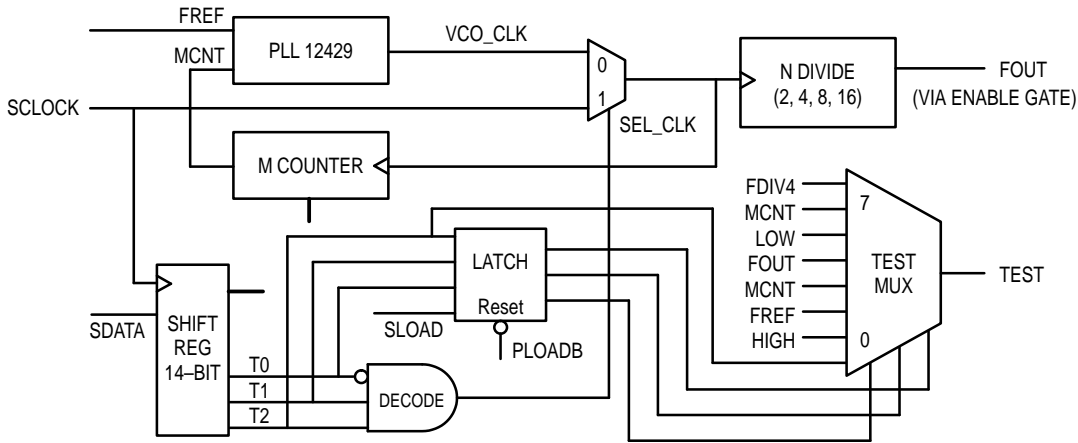 FREF
MCNT
PLL 12429
VCO_CLK
SCLOCK
0
1
SEL_CLK
N DIVIDE
(2, 4, 8, 16)
FOUT
(VIA ENABLE GATE)
M COUNTER
FDIV4
MCNT
LOW
FOUT
MCNT
FREF
HIGH
7
TEST
MUX
0
TEST
LATCH
Reset
SLOAD
PLOADB
SDATA
SHIFT
REG
14–BIT
T0
T1
T2
DECODE